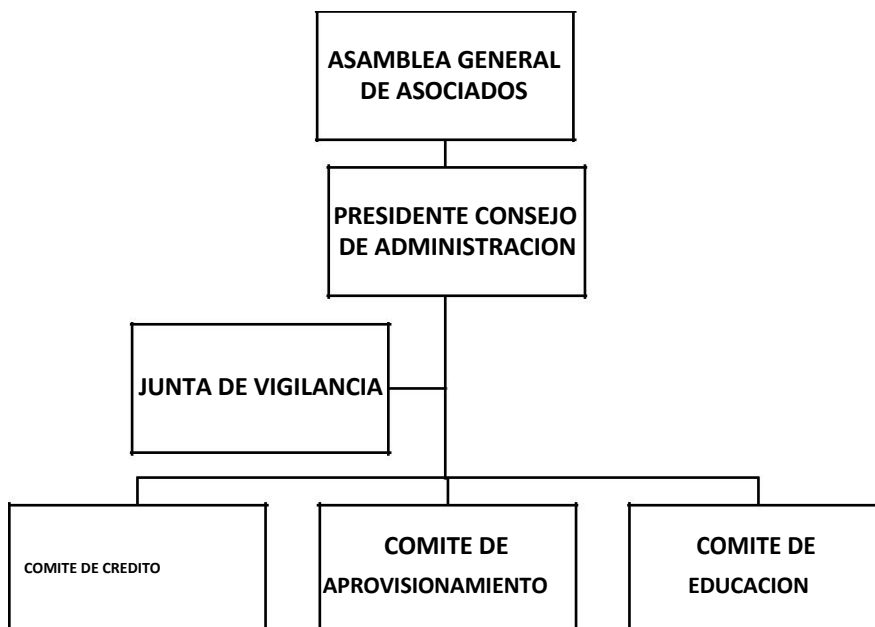 ASAMBLEA GENERAL
DE ASOCIADOS
PRESIDENTE CONSEJO
DE ADMINISTRACION
JUNTA DE VIGILANCIA
COMITE DE CREDITO
COMITE DE
APROVISIONAMIENTO
COMITE DE
EDUCACION